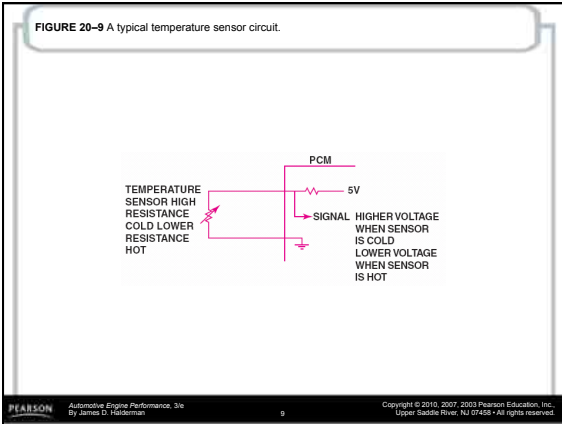 FIGURE 20–9 A typical temperature sensor circuit.
PCM
TEMPERATURE
SENSOR HIGH
RESISTANCE
COLD LOWER
RESISTANCE
HOT
5V
SIGNAL HIGHER VOLTAGE
WHEN SENSOR
IS COLD
LOWER VOLTAGE
WHEN SENSOR
IS HOT
PEARSON
Automotive Engine Performance, 3/e
By James D. Halderman
9
Copyright © 2010, 2007, 2003 Pearson Education, Inc.,
Upper Saddle River, NJ 07458 • All rights reserved.